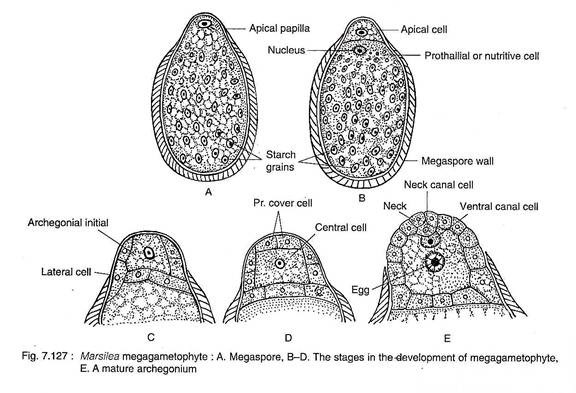 Apical papilla
Apical cell
Nucleus
Prothallial or nutritive cell
Starch
grains
Megaspore wall
A
B
Neck canal cell
Pr. cover cell
Neck
Ventral canal cell
Archegonial initial
Central cell
Lateral cell
Egg
C
D
E
Fig. 7.127 : Marsilea megagametophyte : A. Megaspore, B–D. The stages in the development of megagametophyte,
E. A mature archegonium